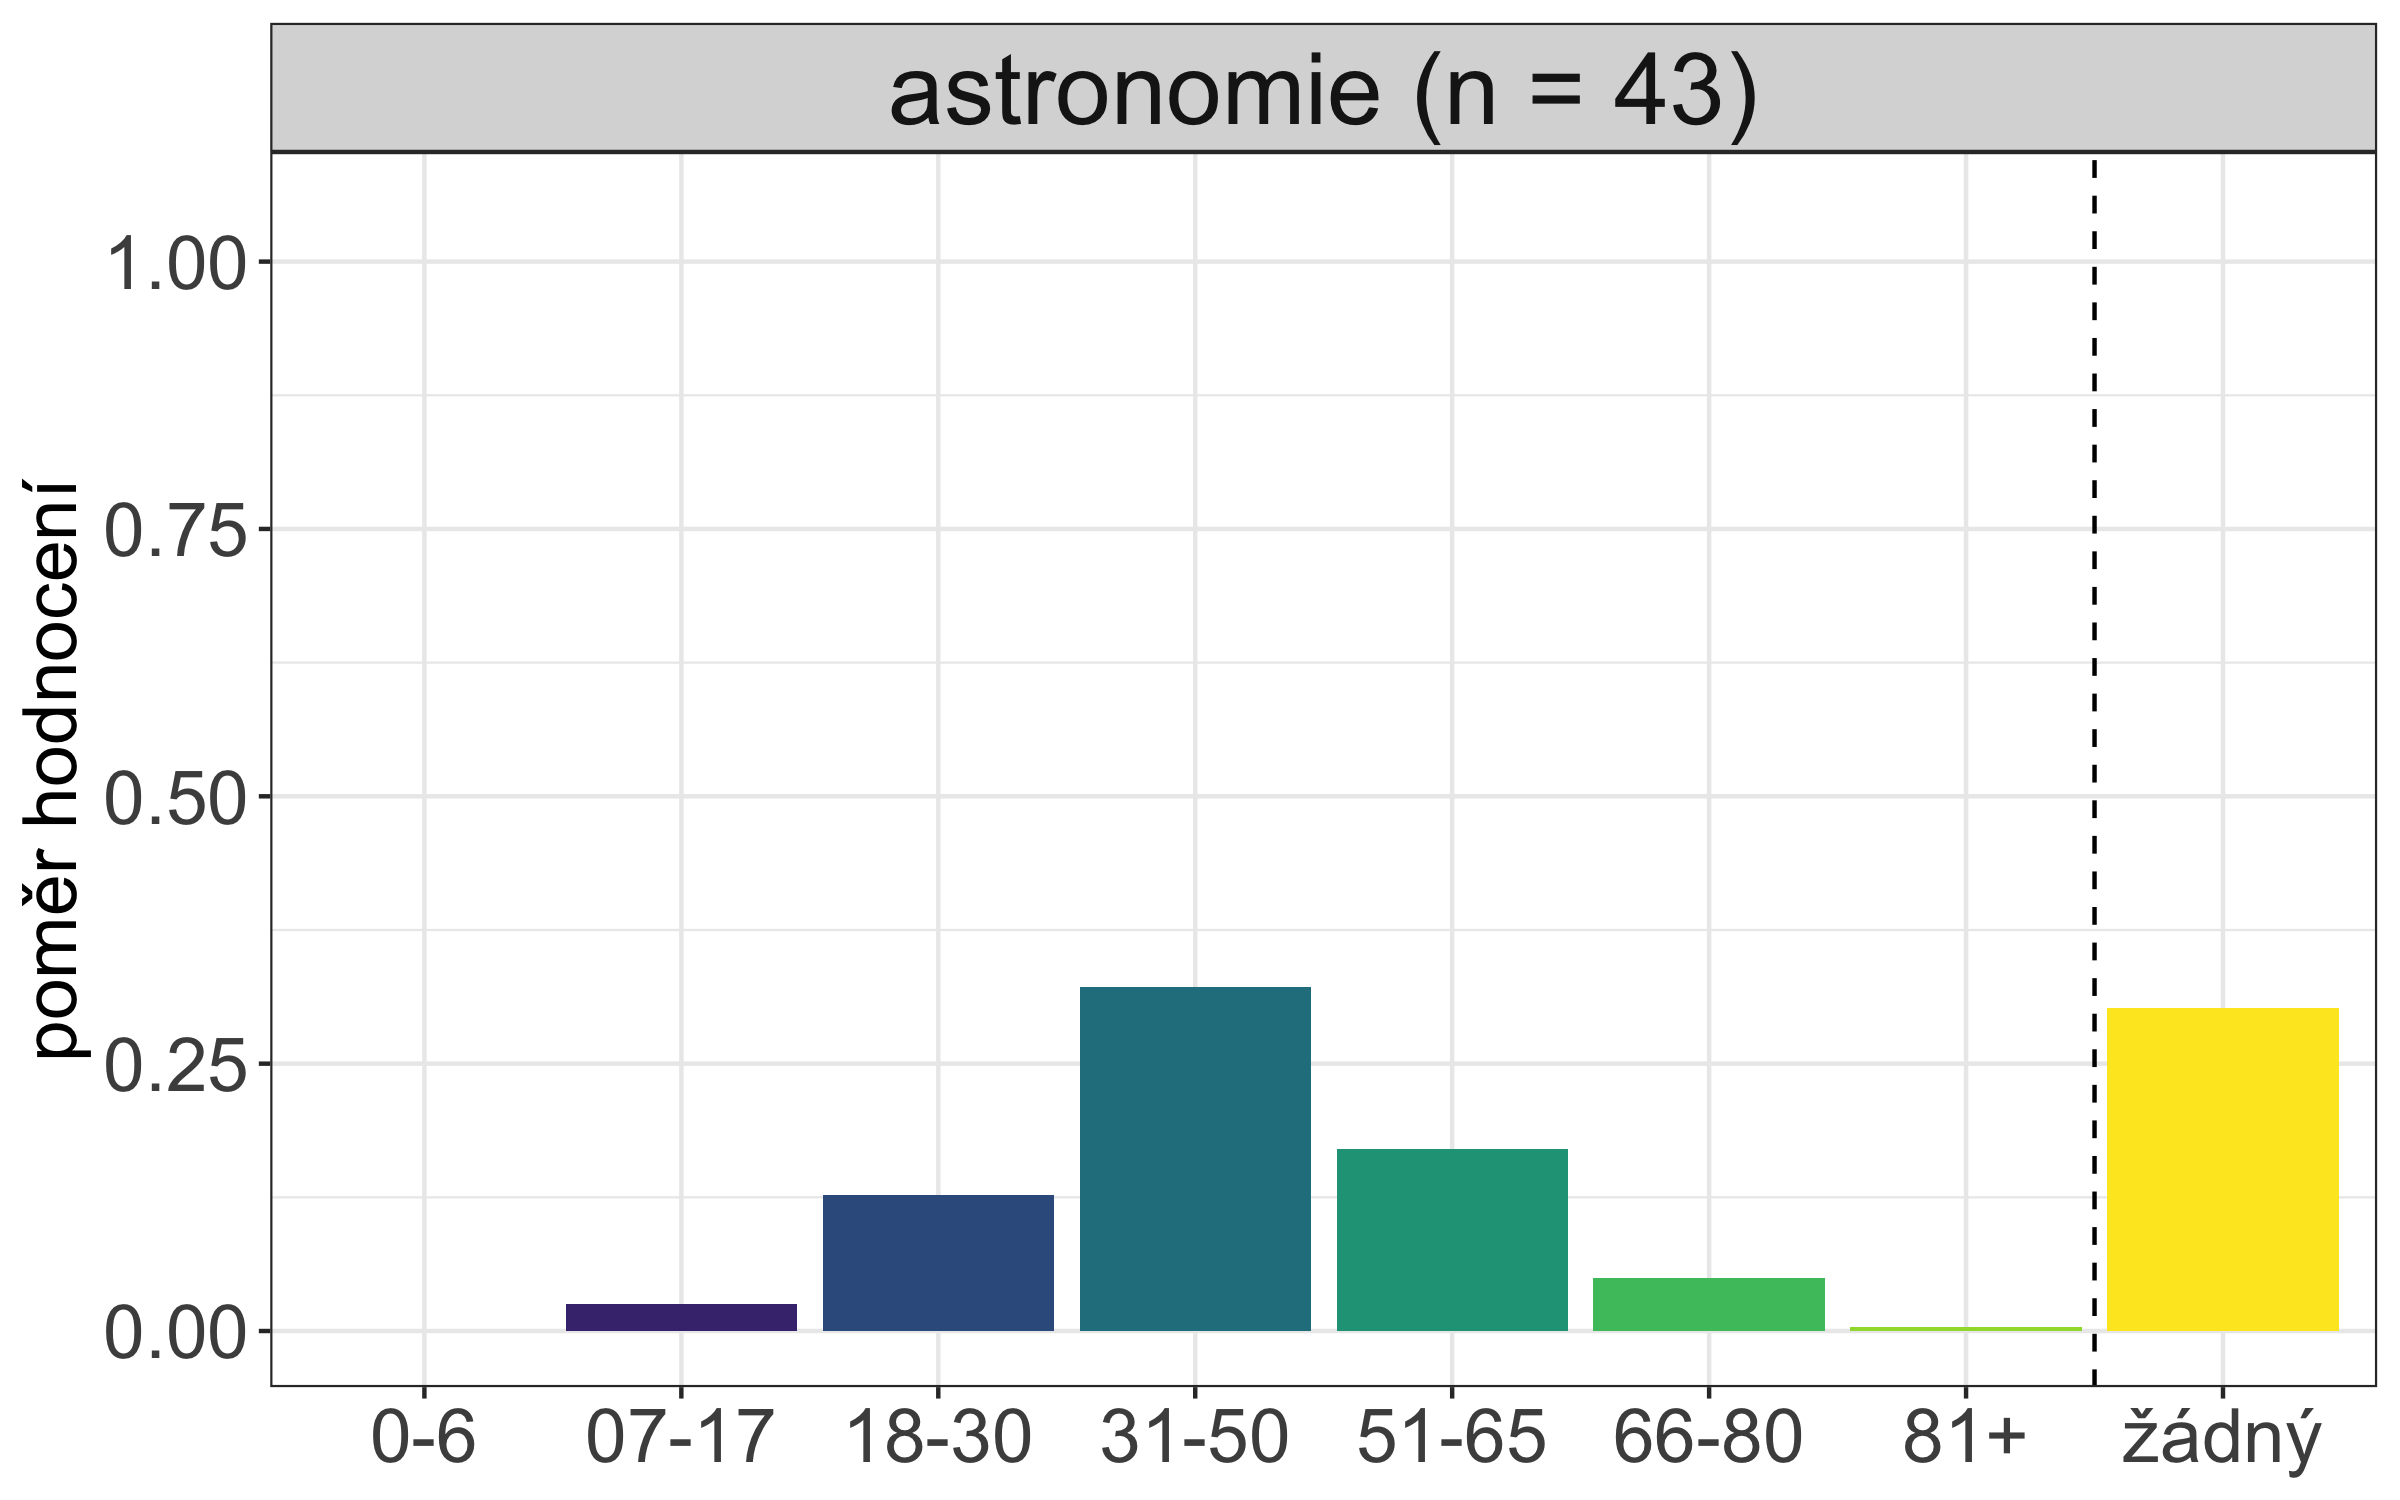 astronomie (n = 43)
poměr hodnocení
1.00
0.75
0.50
0.25
0.00
0-6 07-17 18-30 31-50 51-65 66-80 81+ žádný